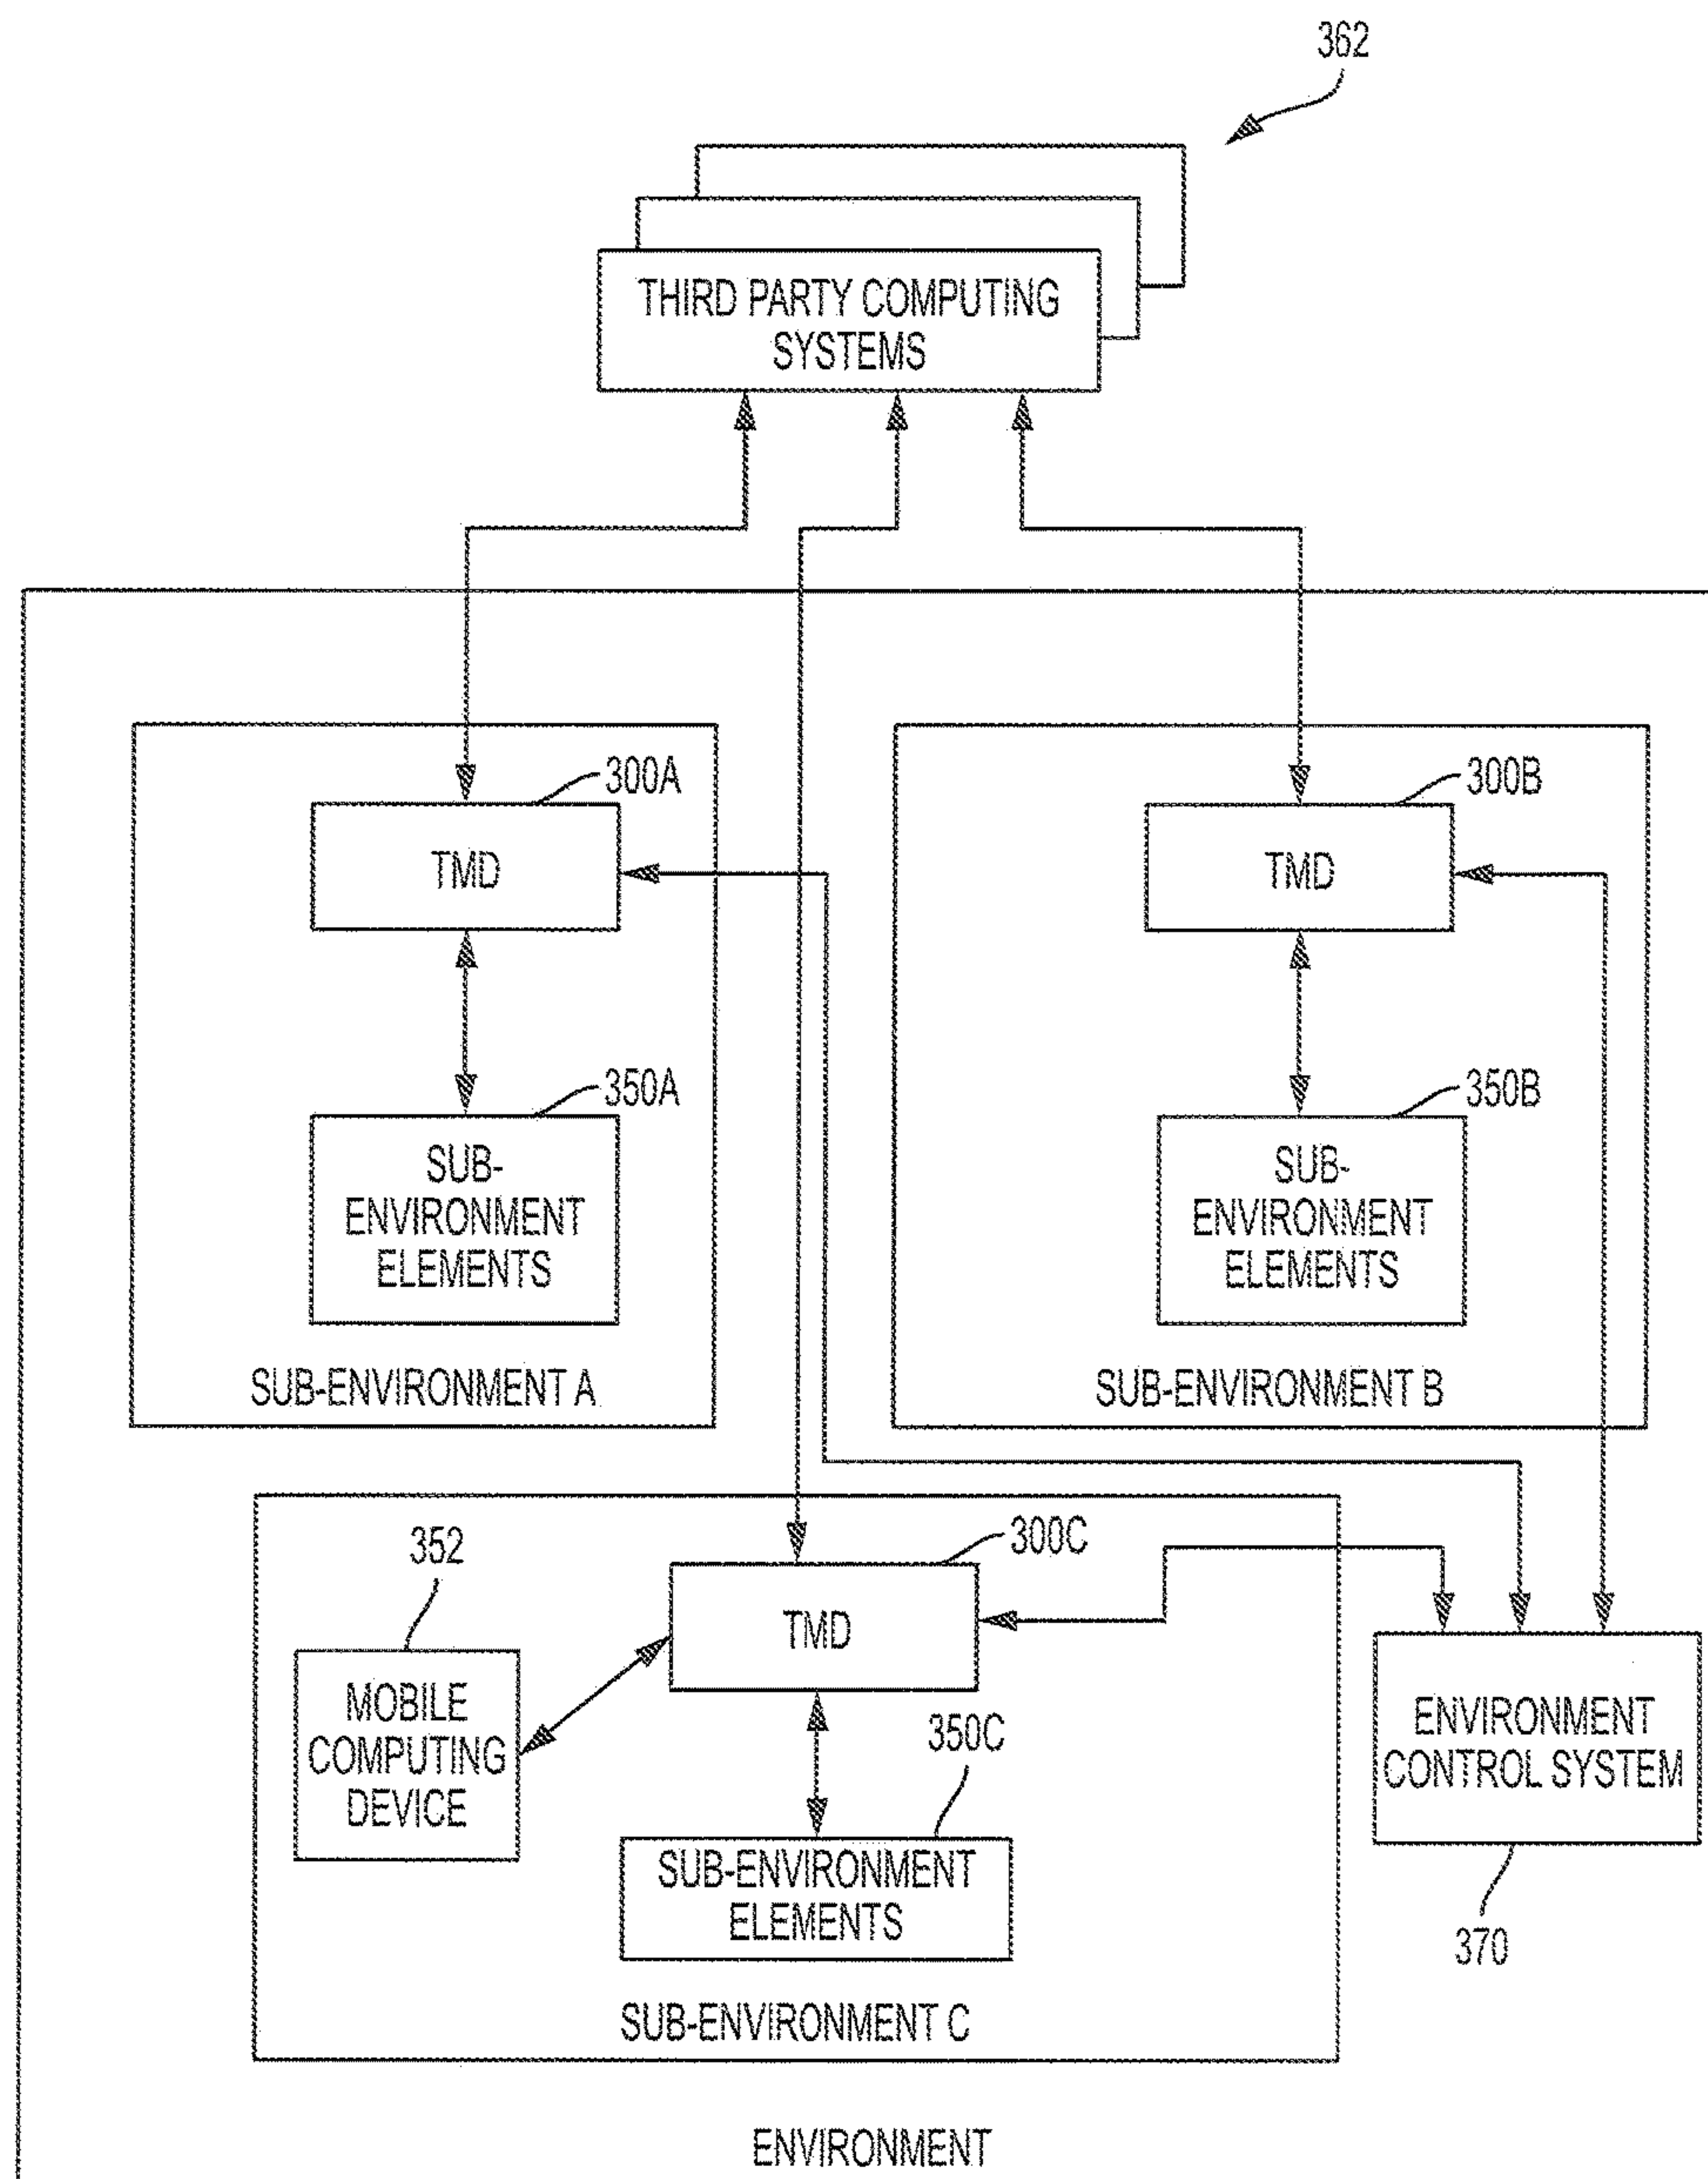 362
THIRD PARTY COMPUTING
SYSTEMS
300A
TMD
350A
SUB-
ENVIRONMENT
ELEMENTS
SUB-ENVIRONMENT A
300B
TMD
350B
SUB-
ENVIRONMENT
ELEMENTS
SUB-ENVIRONMENT B
352
MOBILE
COMPUTING
DEVICE
300C
TMD
350C
SUB-ENVIRONMENT
ELEMENTS
SUB-ENVIRONMENT C
ENVIRONMENT
CONTROL SYSTEM
370
ENVIRONMENT